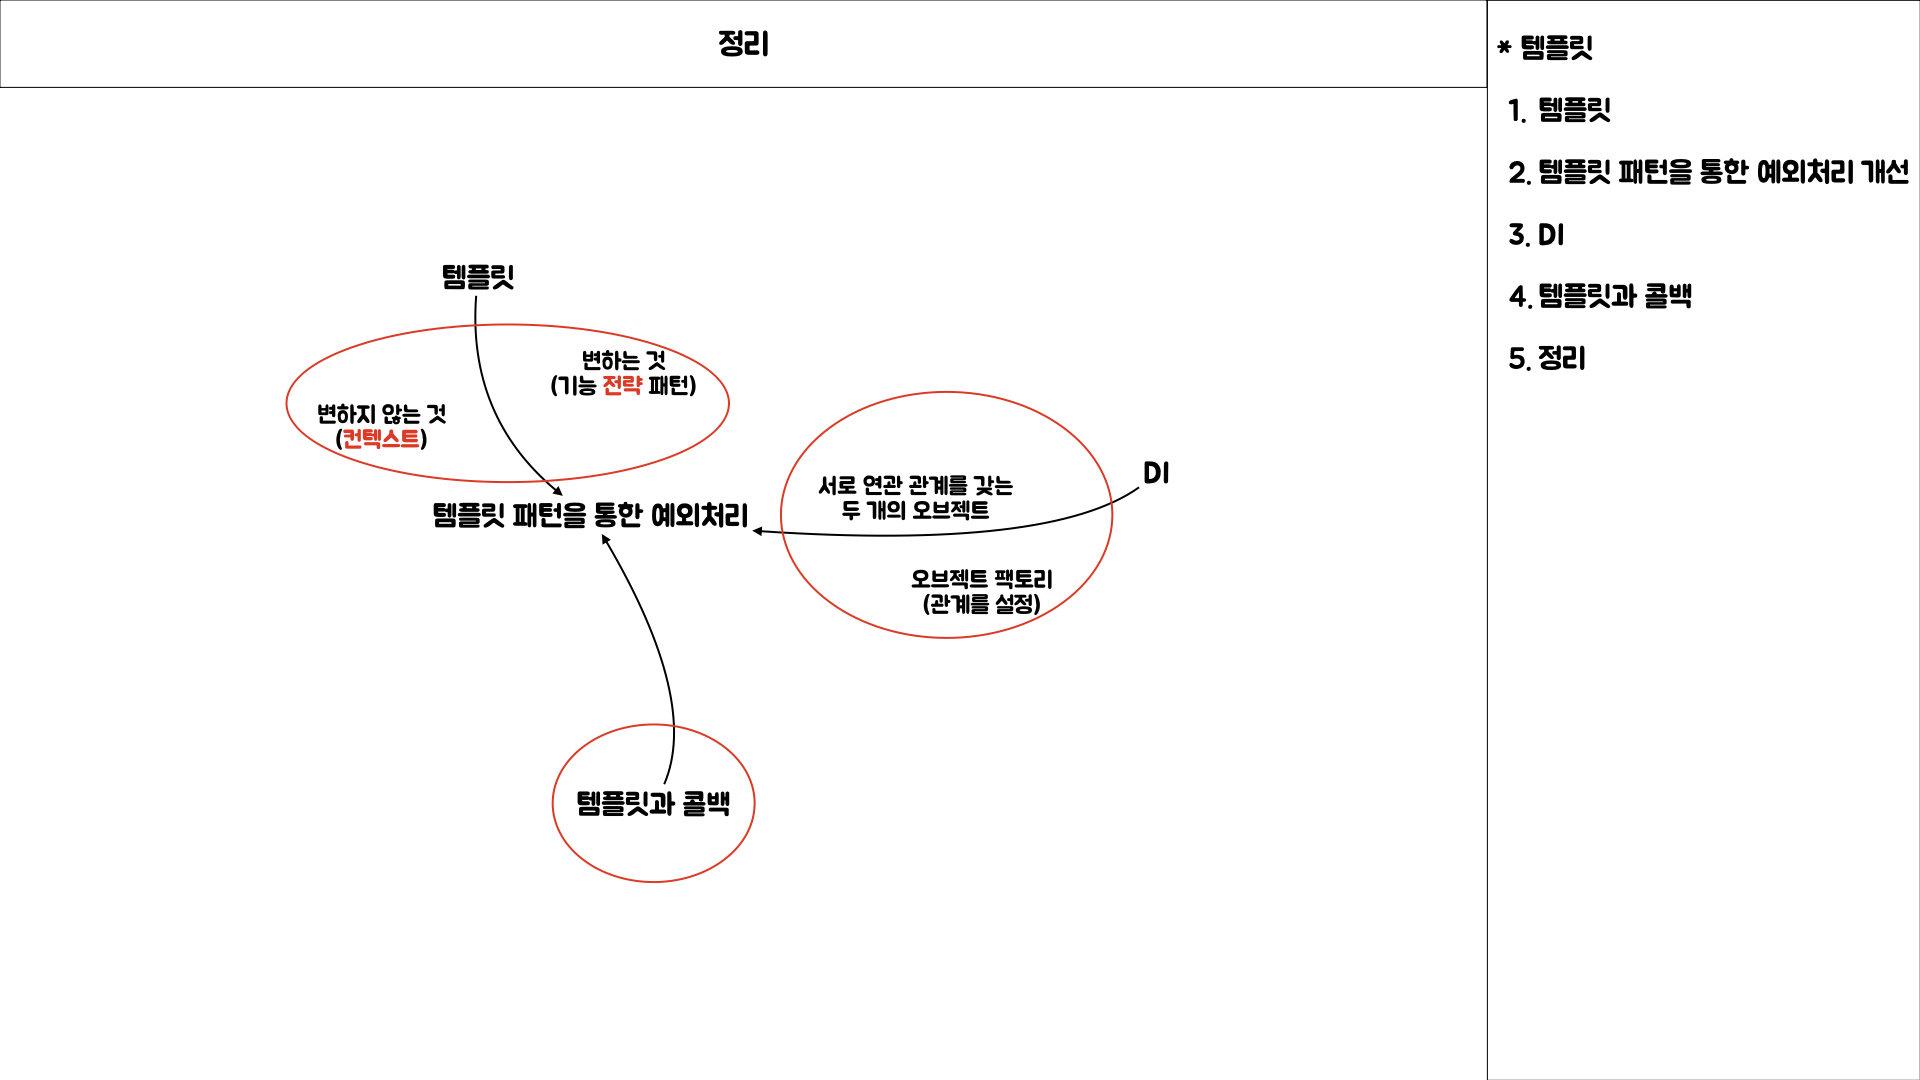 정리
템플릿
변하는 것
(기능 전략 패턴)
변하지 않는 것
(컨텍스트)
템플릿 패턴을 통한 예외처리
서로 연관 관계를 갖는
두 개의 오브젝트
DI
오브젝트 팩토리
(관계를 설정)
템플릿과 콜백
* 템플릿
1. 템플릿
2. 템플릿 패턴을 통한 예외처리 개선
3. DI
4. 템플릿과 콜백
5. 정리